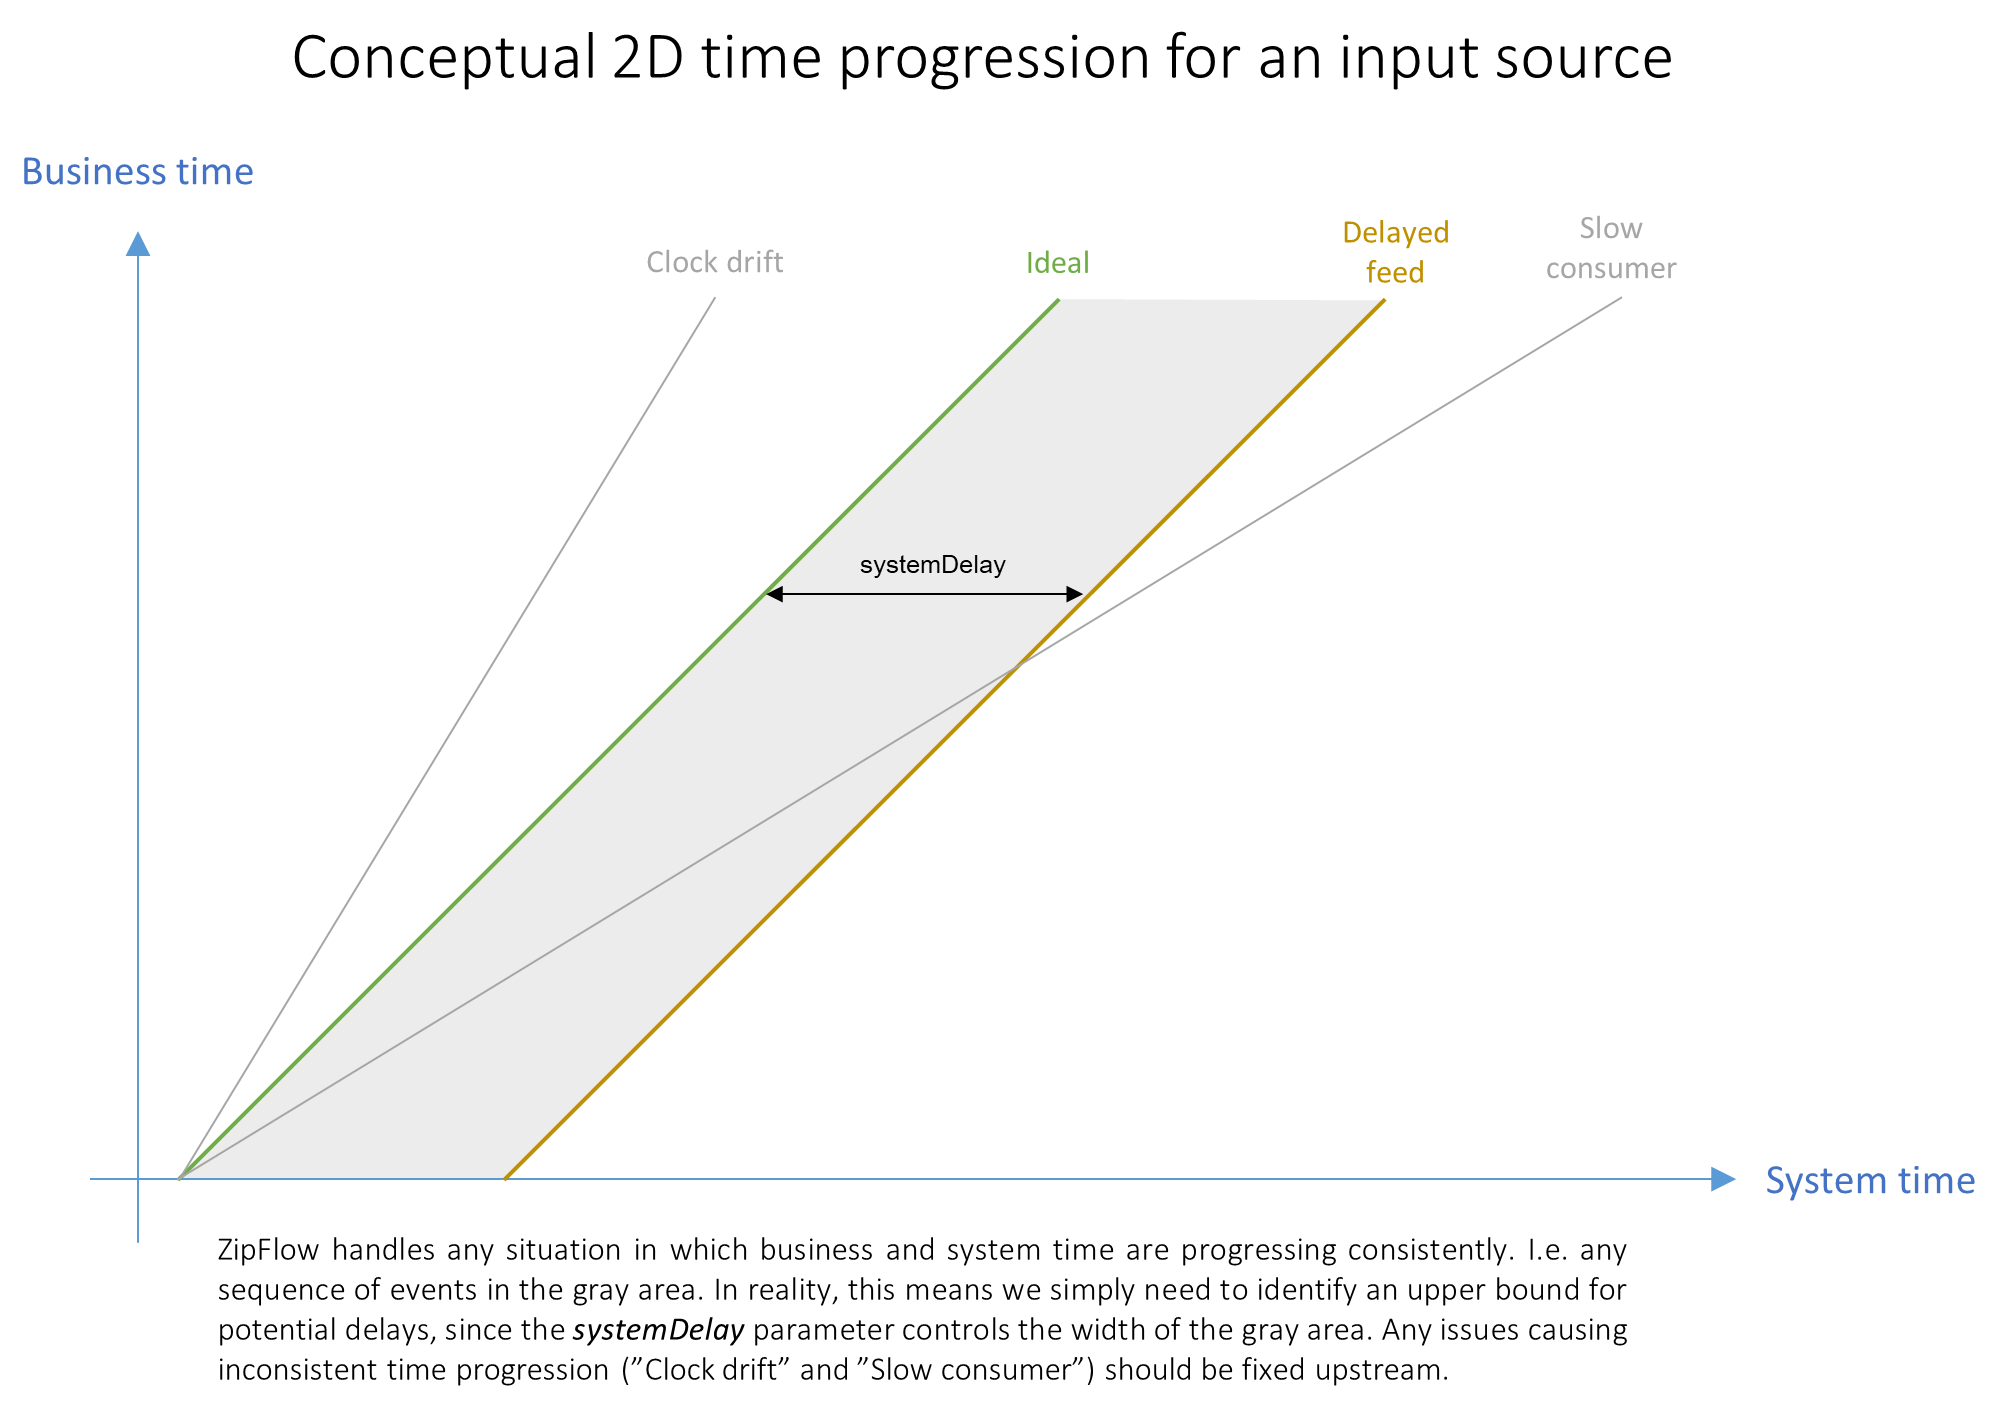 Conceptual 2D time progression for an input source
Business time
Clock drift
Ideal
Delayed
feed
Slow
consumer
systemDelay
System time
ZipFlow handles any situation in which business and system time are progressing consistently. I.e. any
sequence of events in the gray area. In reality, this means we simply need to identify an upper bound for
potential delays, since the systemDelay parameter controls the width of the gray area. Any issues causing
inconsistent time progression (”Clock drift” and ”Slow consumer”) should be fixed upstream.